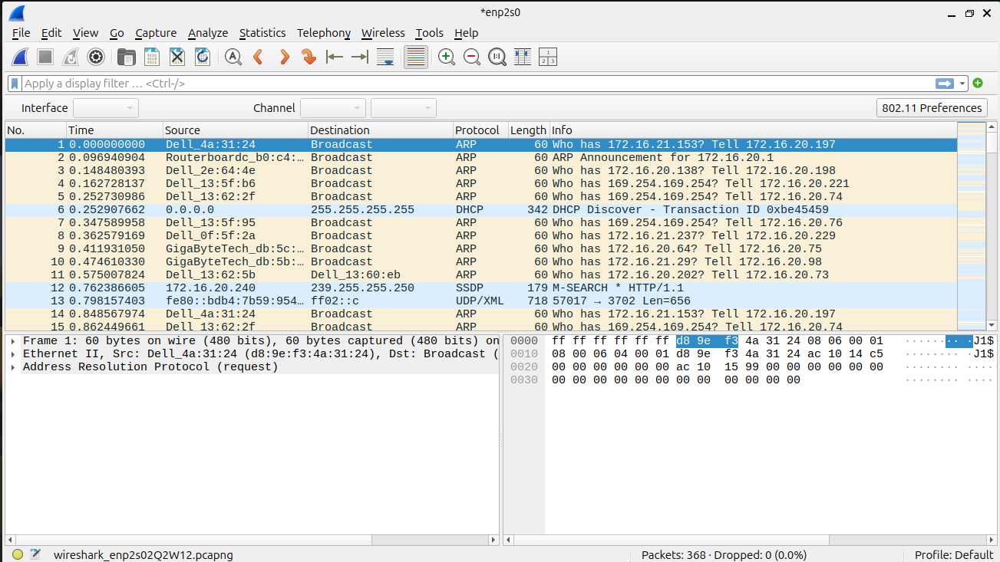 *enp2s0
File Edit View Go Capture Analyze Statistics Telephony Wireless Tools Help
Apply a display filter … <Ctrl-/>
Interface Channel 802.11 Preferences
No. Time Source Destination Protocol Length Info
1 0.000000000 Dell_4a:31:24 Broadcast ARP 60 Who has 172.16.21.153? Tell 172.16.20.197
2 0.096940904 Routerboardc_b0:c4:… Broadcast ARP 60 ARP Announcement for 172.16.20.1
3 0.148480393 Dell_2e:64:4e Broadcast ARP 60 Who has 172.16.20.138? Tell 172.16.20.198
4 0.162728137 Dell_13:5f:b6 Broadcast ARP 60 Who has 169.254.169.254? Tell 172.16.20.221
5 0.252730986 Dell_13:62:2f Broadcast ARP 60 Who has 169.254.169.254? Tell 172.16.20.74
6 0.252907662 0.0.0.0 255.255.255.255 DHCP 342 DHCP Discover - Transaction ID 0xbe45459
7 0.347589958 Dell_13:5f:95 Broadcast ARP 60 Who has 169.254.169.254? Tell 172.16.20.76
8 0.362579169 Dell_0f:5f:2a Broadcast ARP 60 Who has 172.16.21.237? Tell 172.16.20.229
9 0.411931050 GigaByteTech_db:5c:… Broadcast ARP 60 Who has 172.16.20.64? Tell 172.16.20.75
10 0.474610330 GigaByteTech_db:5b:… Broadcast ARP 60 Who has 172.16.21.29? Tell 172.16.20.98
11 0.575007824 Dell_13:62:5b Dell_13:60:eb ARP 60 Who has 172.16.20.202? Tell 172.16.20.73
12 0.762386605 172.16.20.240 239.255.255.250 SSDP 179 M-SEARCH * HTTP/1.1
13 0.798157403 fe80::bdb4:7b59:954… ff02::c UDP/XML 718 57017 → 3702 Len=656
14 0.848567974 Dell_4a:31:24 Broadcast ARP 60 Who has 172.16.21.153? Tell 172.16.20.197
15 0.862449661 Dell_13:62:2f Broadcast ARP 60 Who has 169.254.169.254? Tell 172.16.20.74
Frame 1: 60 bytes on wire (480 bits), 60 bytes captured (480 bits) on
Ethernet II, Src: Dell_4a:31:24 (d8:9e:f3:4a:31:24), Dst: Broadcast (
Address Resolution Protocol (request)
0000 ff ff ff ff ff ff d8 9e f3 4a 31 24 08 06 00 01 ········ ·J1$
0010 08 00 06 04 00 01 d8 9e f3 4a 31 24 ac 10 14 c5 ········ ·J1$
0020 00 00 00 00 00 00 ac 10 15 99 00 00 00 00 00 00 ········ ····
0030 00 00 00 00 00 00 00 00 00 00 00 00 ········ ····
wireshark_enp2s02Q2W12.pcapng Packets: 368 · Dropped: 0 (0.0%) Profile: Default